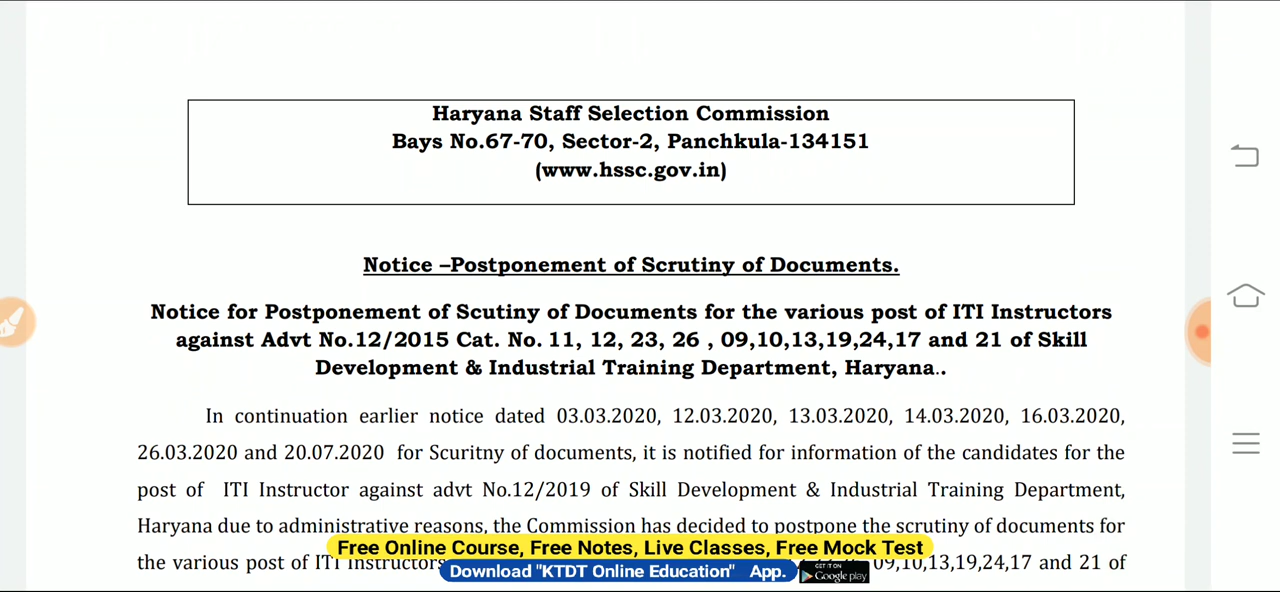 Haryana Staff Selection Commission
Bays No.67-70, Sector-2, Panchkula-134151
(www.hssc.gov.in)
Notice –Postponement of Scrutiny of Documents.
Notice for Postponement of Scutiny of Documents for the various post of ITI Instructors
against Advt No.12/2015 Cat. No. 11, 12, 23, 26 , 09,10,13,19,24,17 and 21 of Skill
Development & Industrial Training Department, Haryana..
In continuation earlier notice dated 03.03.2020, 12.03.2020, 13.03.2020, 14.03.2020, 16.03.2020,
26.03.2020 and 20.07.2020 for Scuritny of documents, it is notified for information of the candidates for the
post of ITI Instructor against advt No.12/2019 of Skill Development & Industrial Training Department,
Haryana due to administrative reasons, the Commission has decided to postpone the scrutiny of documents for
the various post of ITI Instructors 09,10,13,19,24,17 and 21 of
Free Online Course, Free Notes, Live Classes, Free Mock Test
Download "KTDT Online Education" App.
GET IT ON
Google play